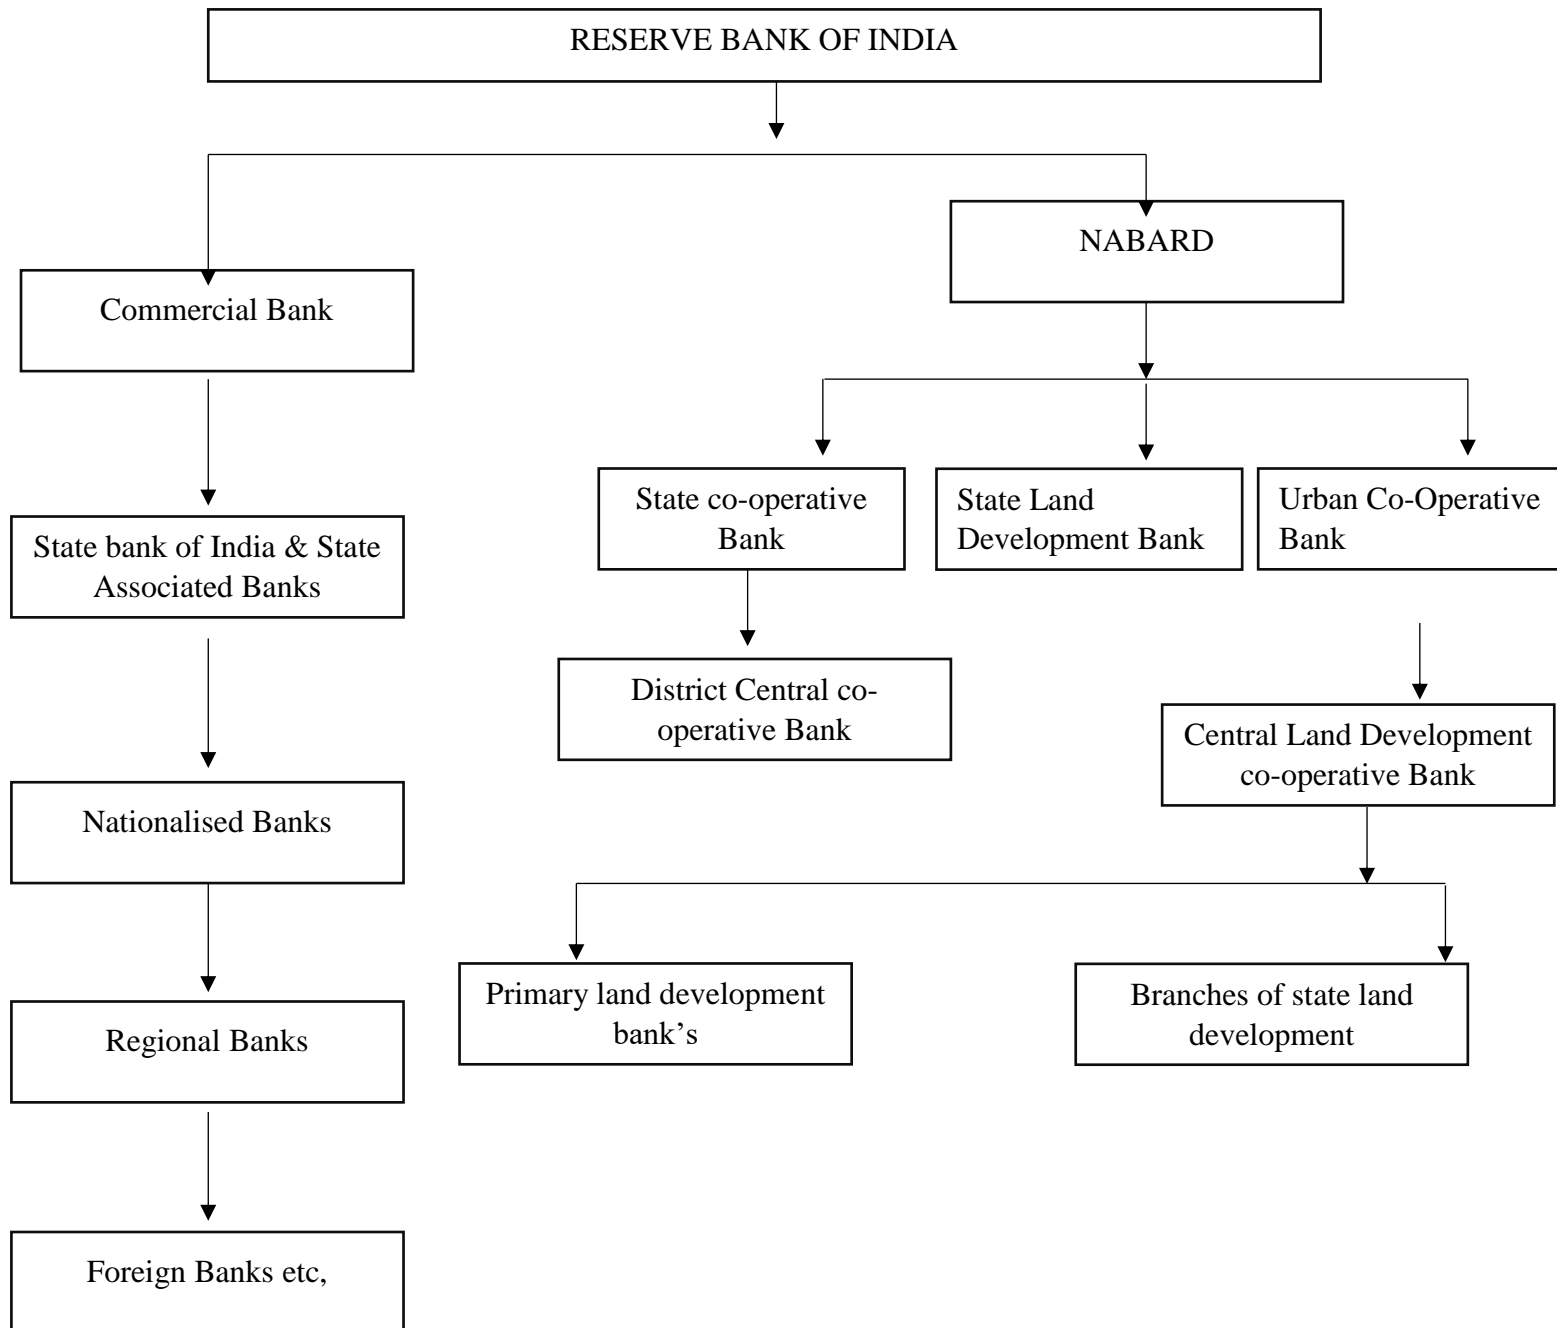 RESERVE BANK OF INDIA
NABARD
Commercial Bank
State co-operative
Bank
State Land
Development Bank
Urban Co-Operative
Bank
State bank of India & State
Associated Banks
District Central co-
operative Bank
Central Land Development
co-operative Bank
Nationalised Banks
Primary land development
bank’s
Branches of state land
development
Regional Banks
Foreign Banks etc,